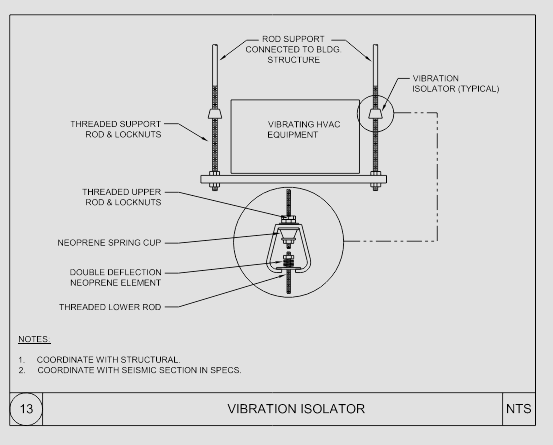 ROD SUPPORT
CONNECTED TO BLDG.
STRUCTURE
VIBRATION
ISOLATOR (TYPICAL)
THREADED SUPPORT
ROD & LOCKNUTS
VIBRATING HVAC
EQUIPMENT
THREADED UPPER
ROD & LOCKNUTS
NEOPRENE SPRING CUP
DOUBLE DEFLECTION
NEOPRENE ELEMENT
THREADED LOWER ROD
NOTES.
1. COORDINATE WITH STRUCTURAL.
2. COORDINATE WITH SEISMIC SECTION IN SPECS.
13 VIBRATION ISOLATOR NTS